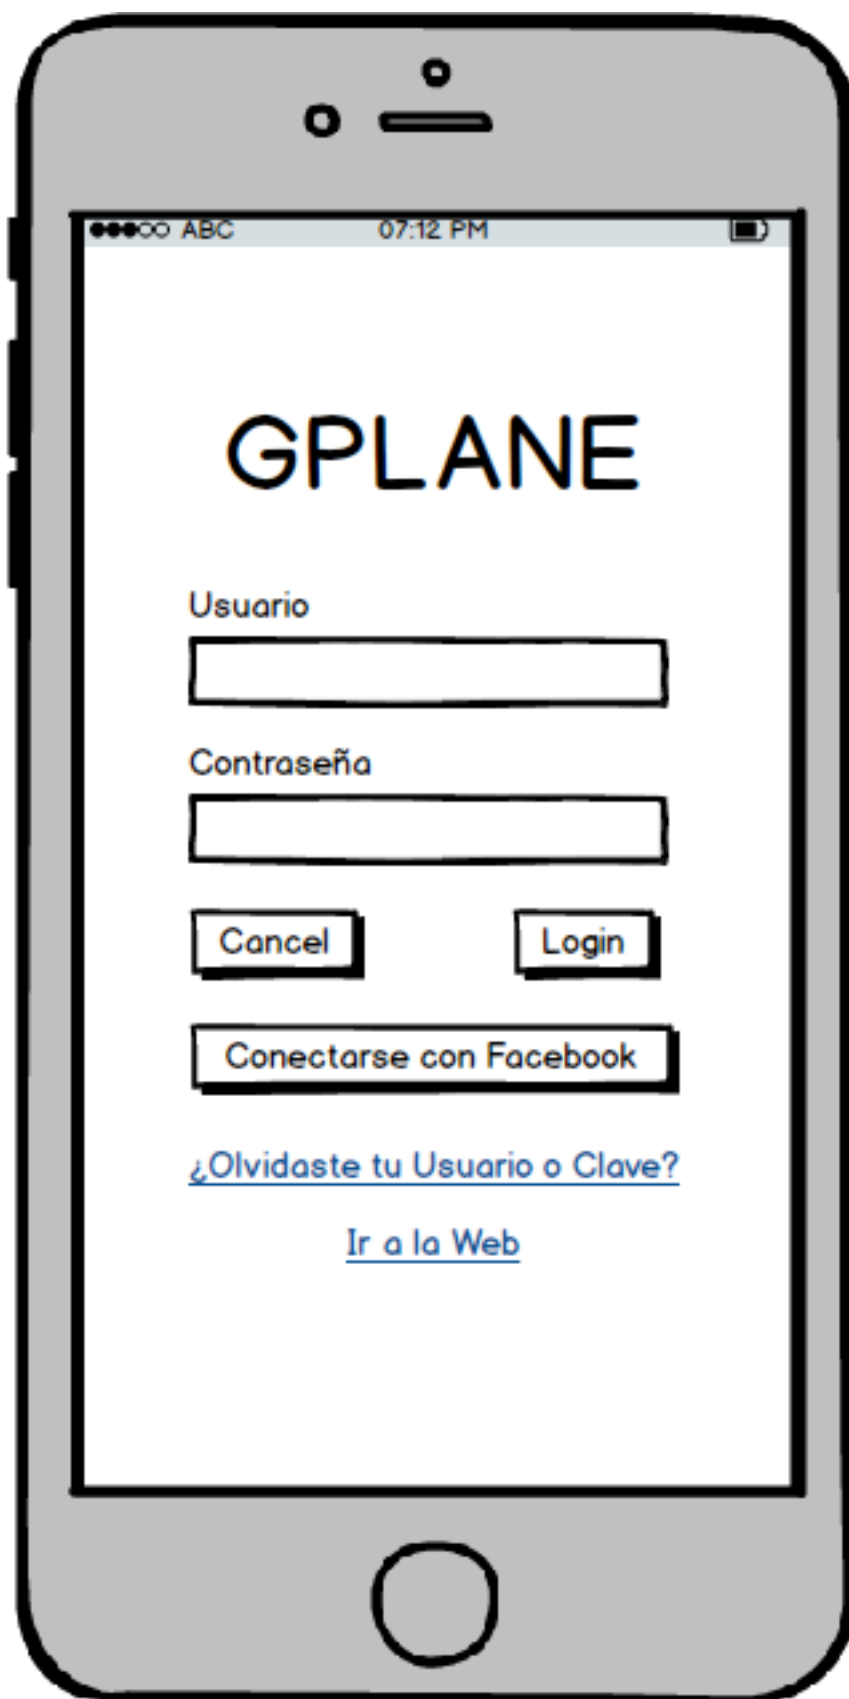 ABC 07:12 PM
GPLANE
Usuario
Contraseña
Cancel Login
Conectarse con Facebook
¿Olvidaste tu Usuario o Clave?
Ir a la Web